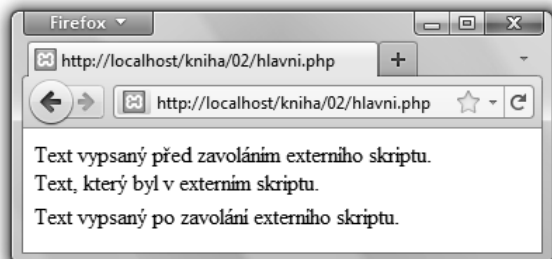 Firefox
http://localhost/kniha/02/hlavni.php
http://localhost/kniha/02/hlavni.php
Text vypsaný před zavoláním externího skriptu.
Text, který byl v externím skriptu.
Text vypsaný po zavolání externího skriptu.